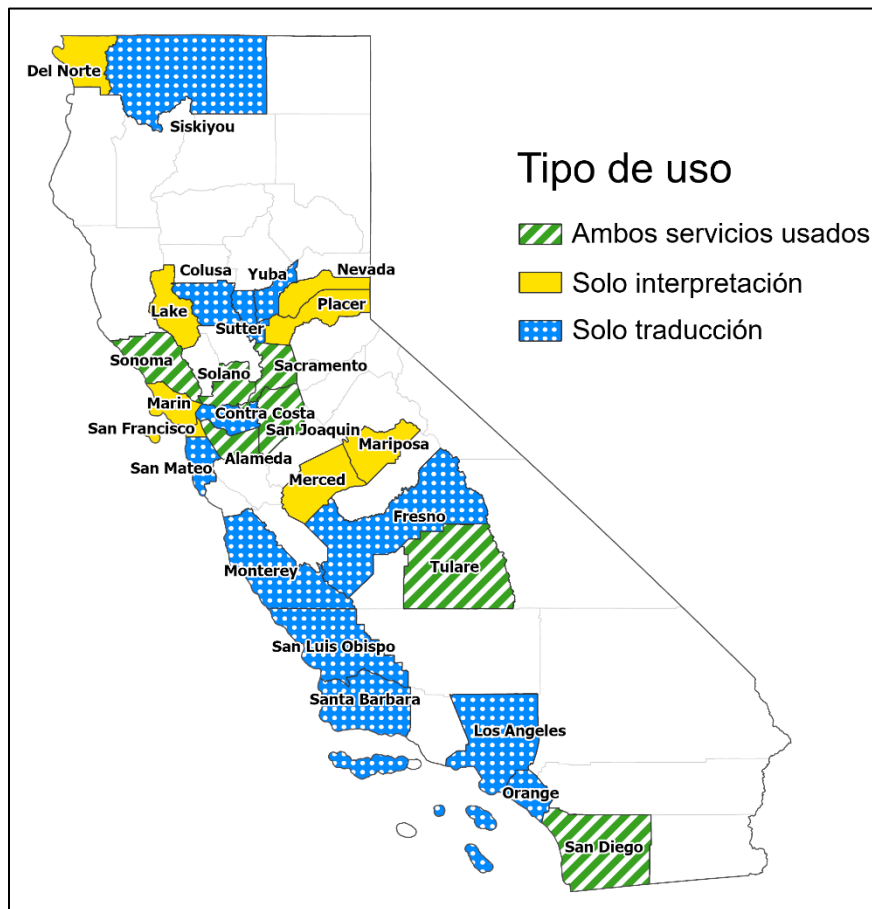 Del Norte
Siskiyou
Tipo de uso
Ambos servicios usados
Solo interpretación
Solo traducción
Colusa
Yuba
Nevada
Placer
Lake
Sutter
Sonoma
Solano
Sacramento
Marin
Contra Costa
San Francisco
San Joaquin
Alameda
San Mateo
Mariposa
Merced
Fresno
Monterey
Tulare
San Luis Obispo
Santa Barbara
Los Angeles
Orange
San Diego